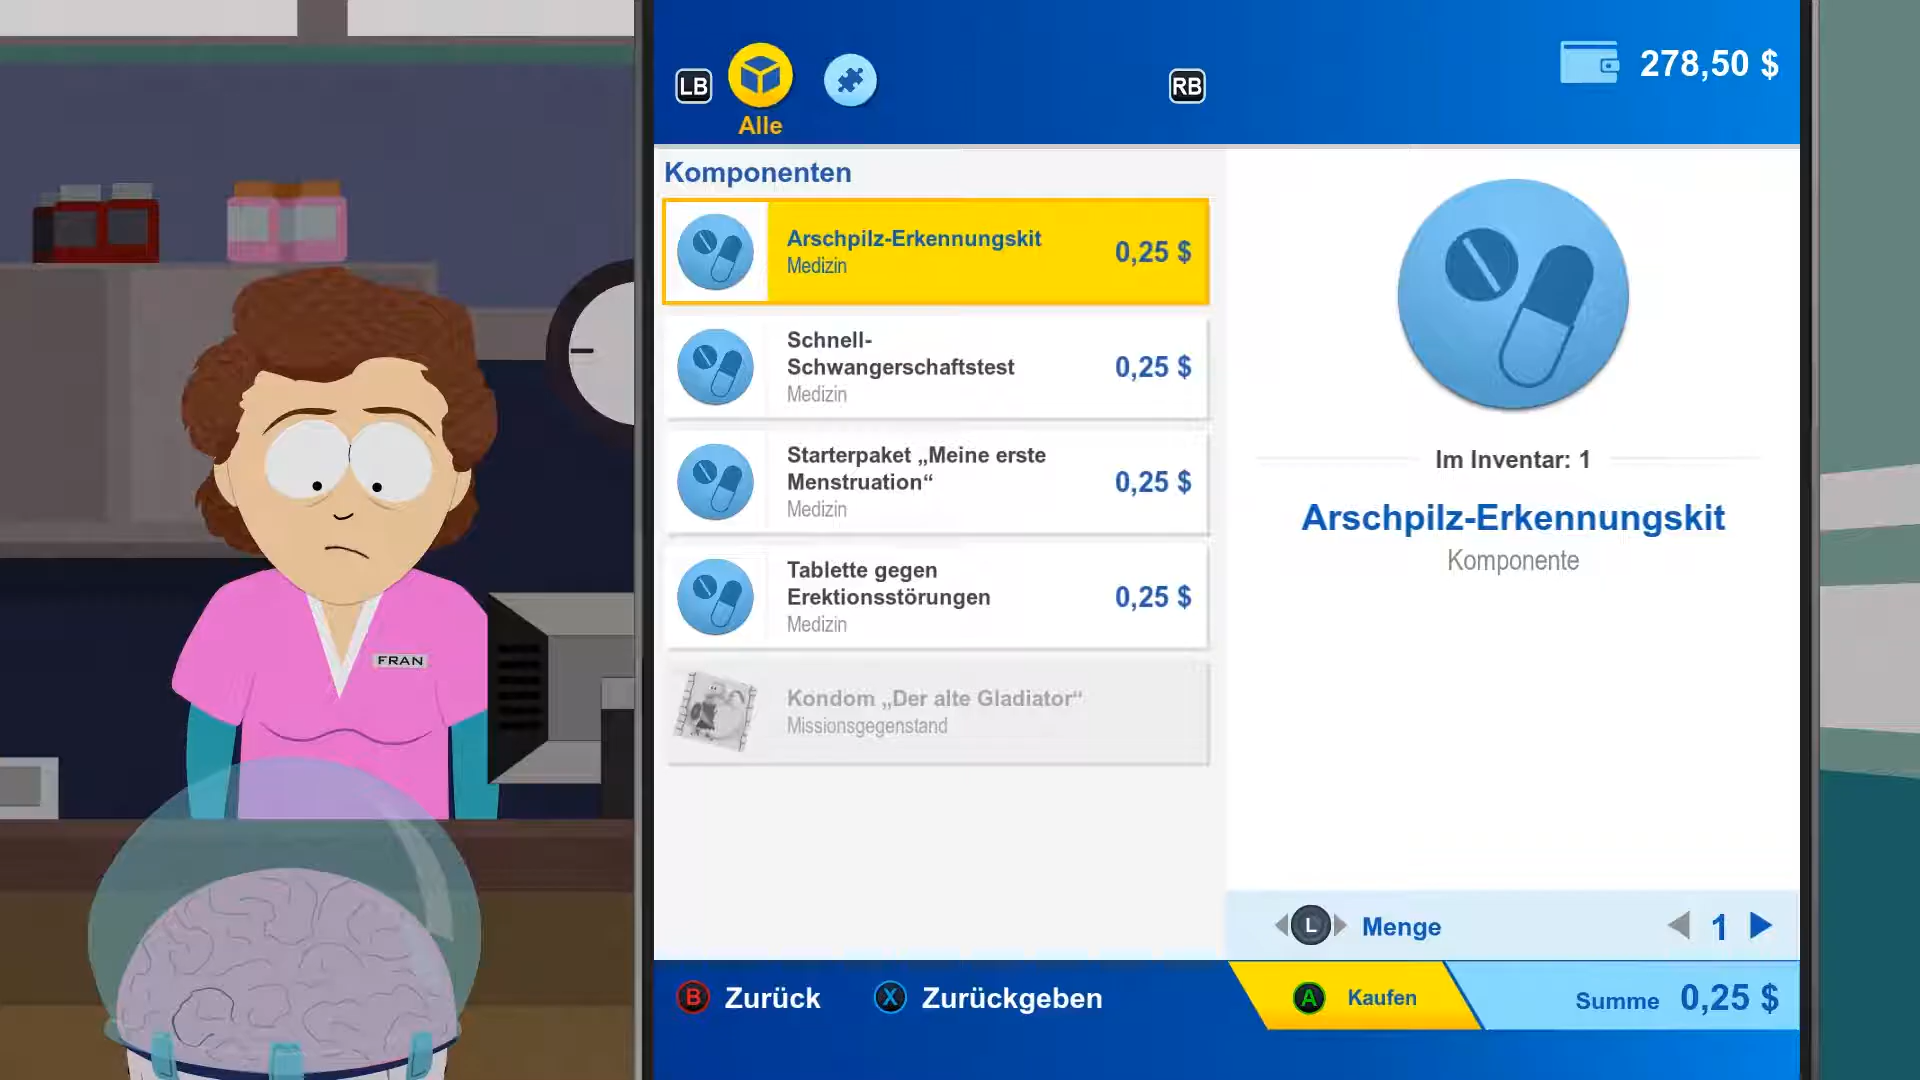 LB
Alle
RB
278,50 $
Komponenten
Arschpilz-Erkennungskit
Medizin
0,25 $
Schnell-
Schwangerschaftstest
Medizin
0,25 $
Starterpaket „Meine erste
Menstruation“
Medizin
0,25 $
Tablette gegen
Erektionsstörungen
Medizin
0,25 $
Kondom „Der alte Gladiator“
Missionsgegenstand
Im Inventar: 1
Arschpilz-Erkennungskit
Komponente
L Menge 1
B Zurück
X Zurückgeben
A Kaufen
Summe 0,25 $
FRAN